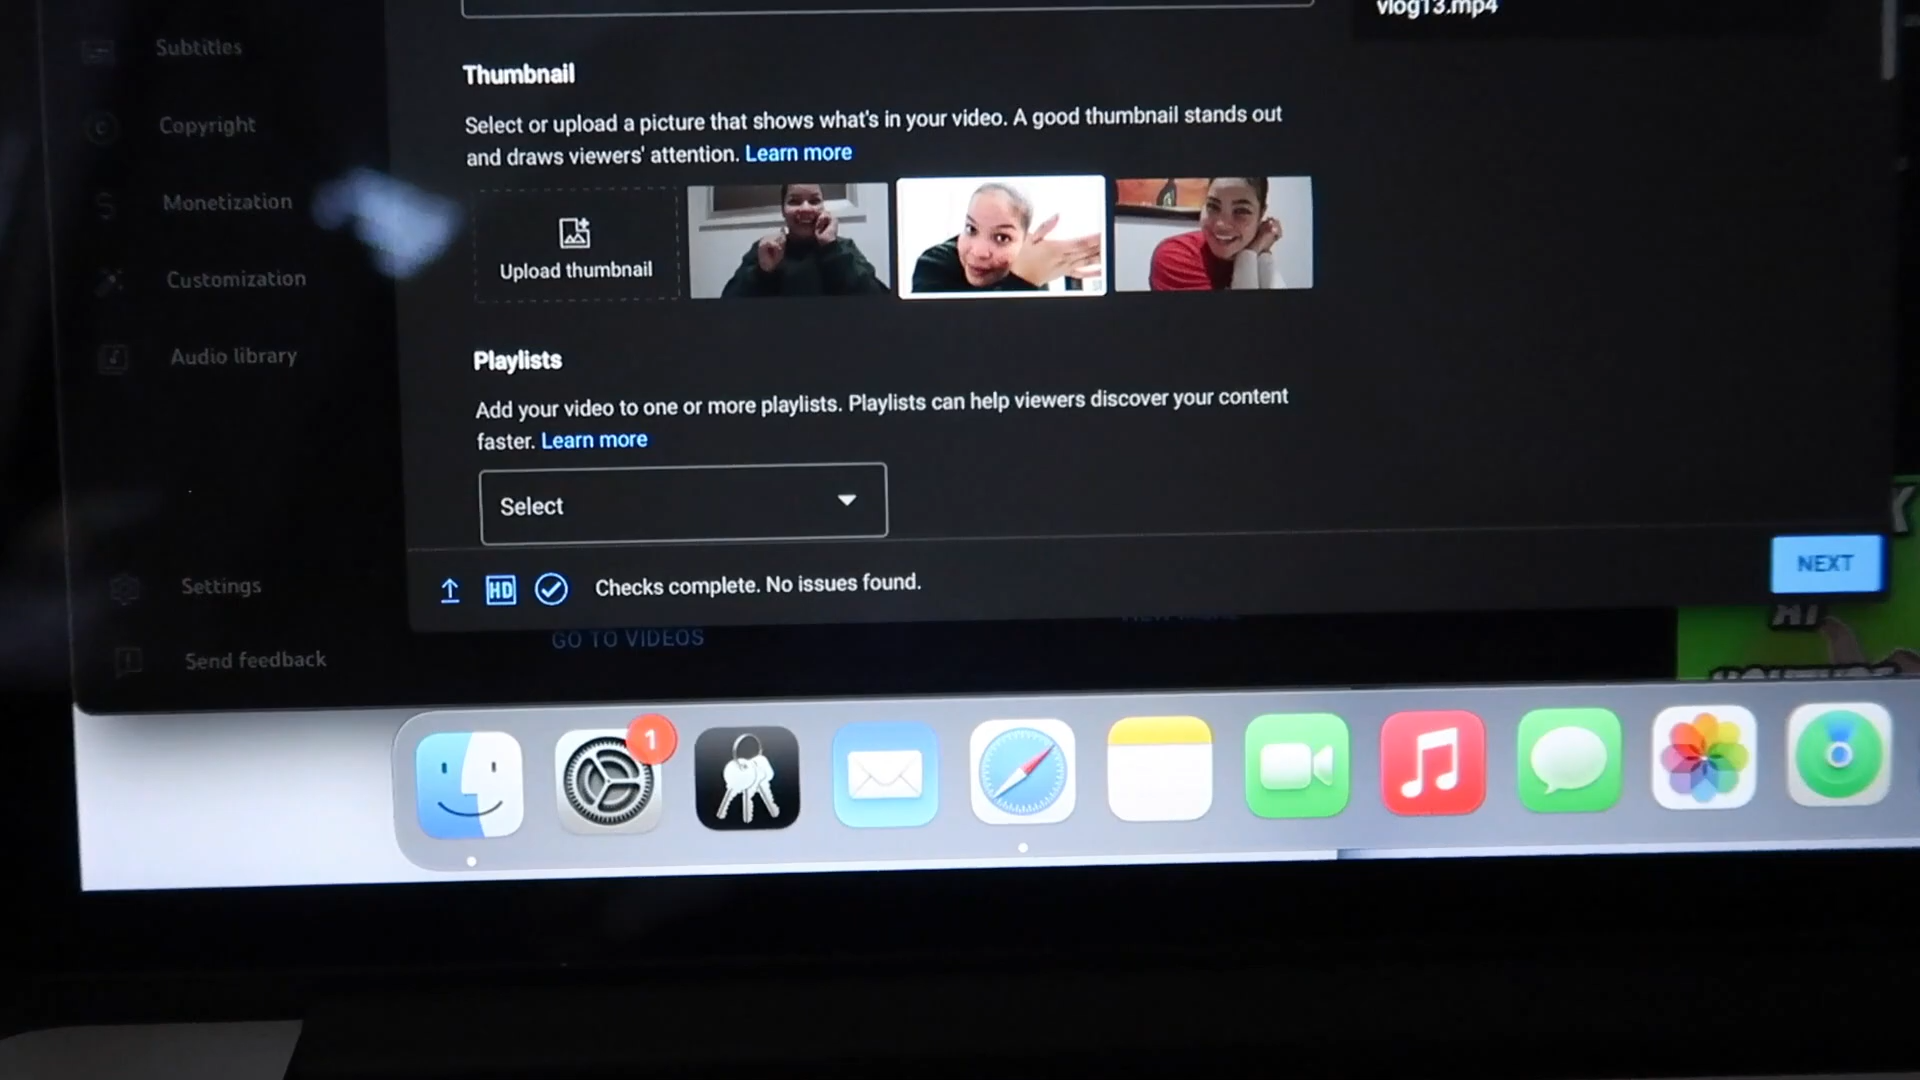 vlog13.mp4
Subtitles
Copyright
Monetization
Customization
Audio library
Settings
Send feedback
Thumbnail
Select or upload a picture that shows what's in your video. A good thumbnail stands out
and draws viewers' attention. Learn more
Upload thumbnail
Playlists
Add your video to one or more playlists. Playlists can help viewers discover your content
faster. Learn more
Select
HD
Checks complete. No issues found.
NEXT
GO TO VIDEOS
1